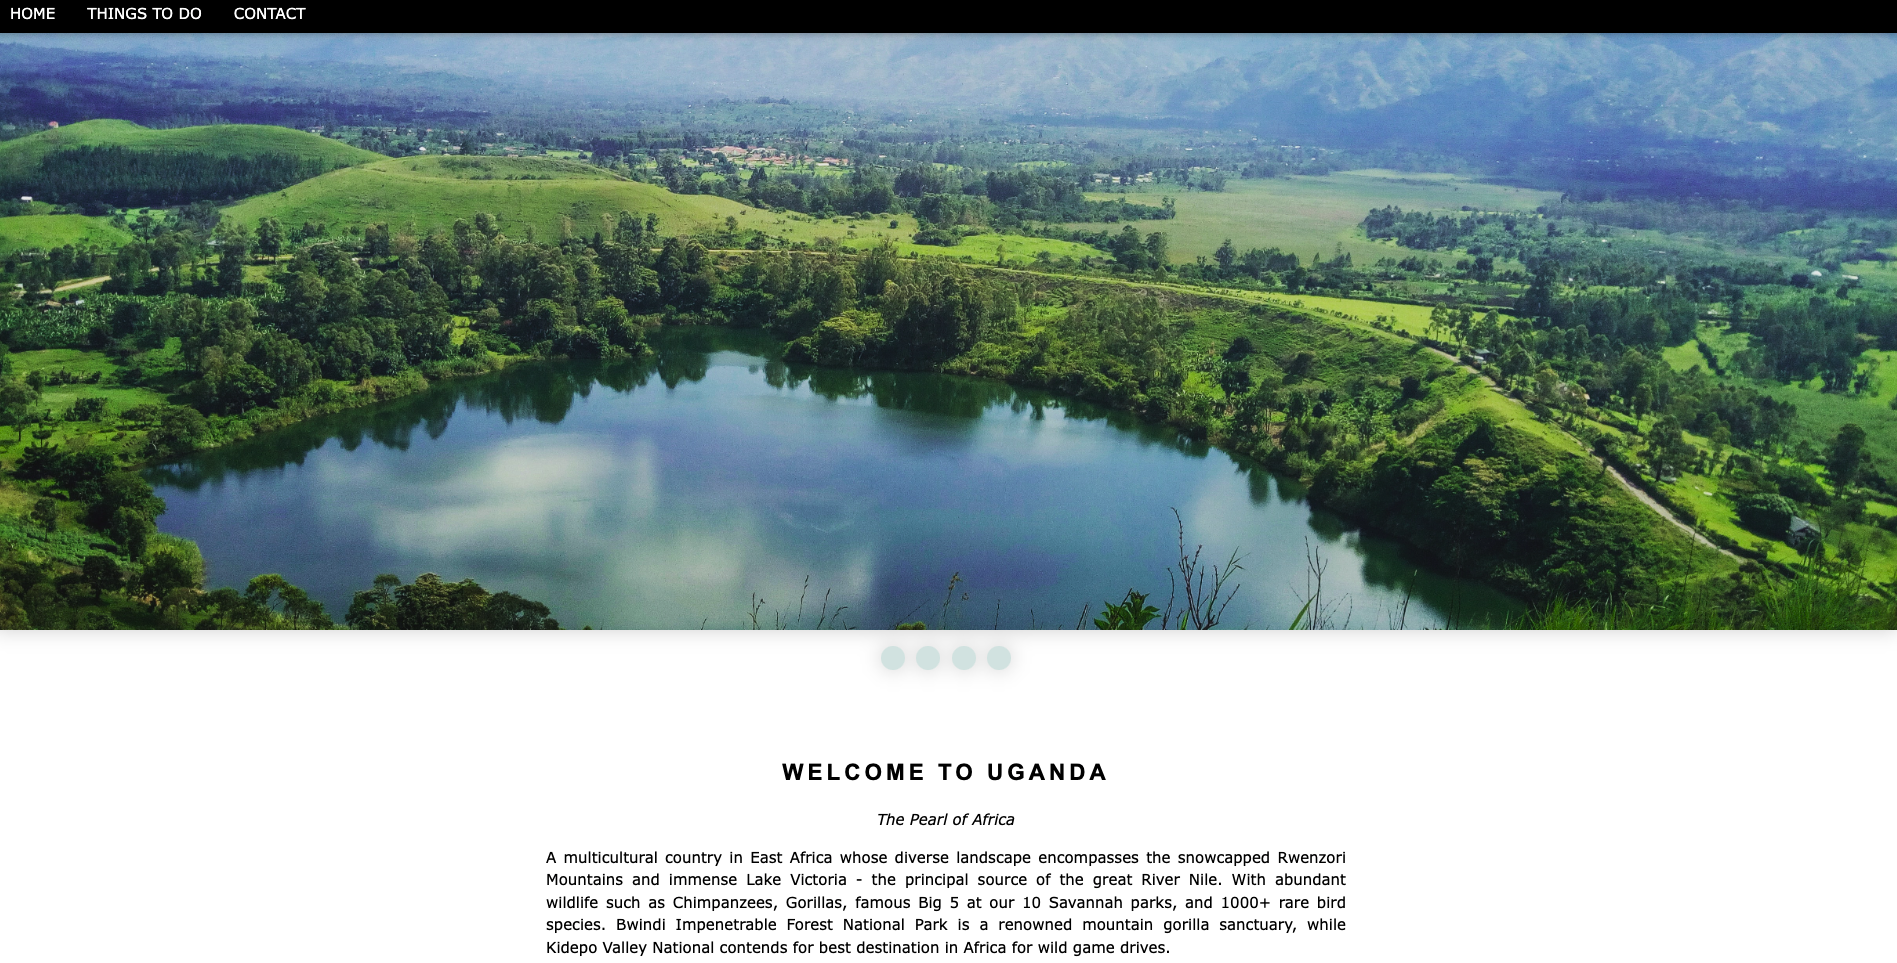 HOME THINGS TO DO CONTACT
WELCOME TO UGANDA
The Pearl of Africa
A multicultural country in East Africa whose diverse landscape encompasses the snowcapped Rwenzori
Mountains and immense Lake Victoria - the principal source of the great River Nile. With abundant
wildlife such as Chimpanzees, Gorillas, famous Big 5 at our 10 Savannah parks, and 1000+ rare bird
species. Bwindi Impenetrable Forest National Park is a renowned mountain gorilla sanctuary, while
Kidepo Valley National contends for best destination in Africa for wild game drives.